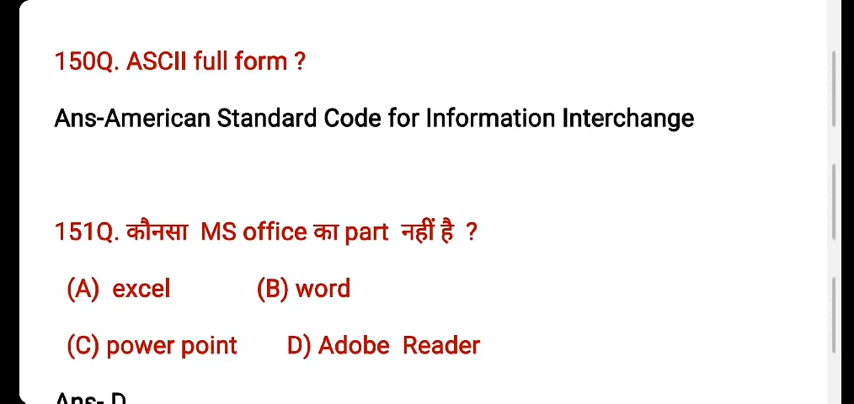 150Q. ASCII full form ?
Ans-American Standard Code for Information Interchange
151Q. कौनसा MS office का part नहीं है ?
(A) excel (B) word
(C) power point D) Adobe Reader
Ans- D